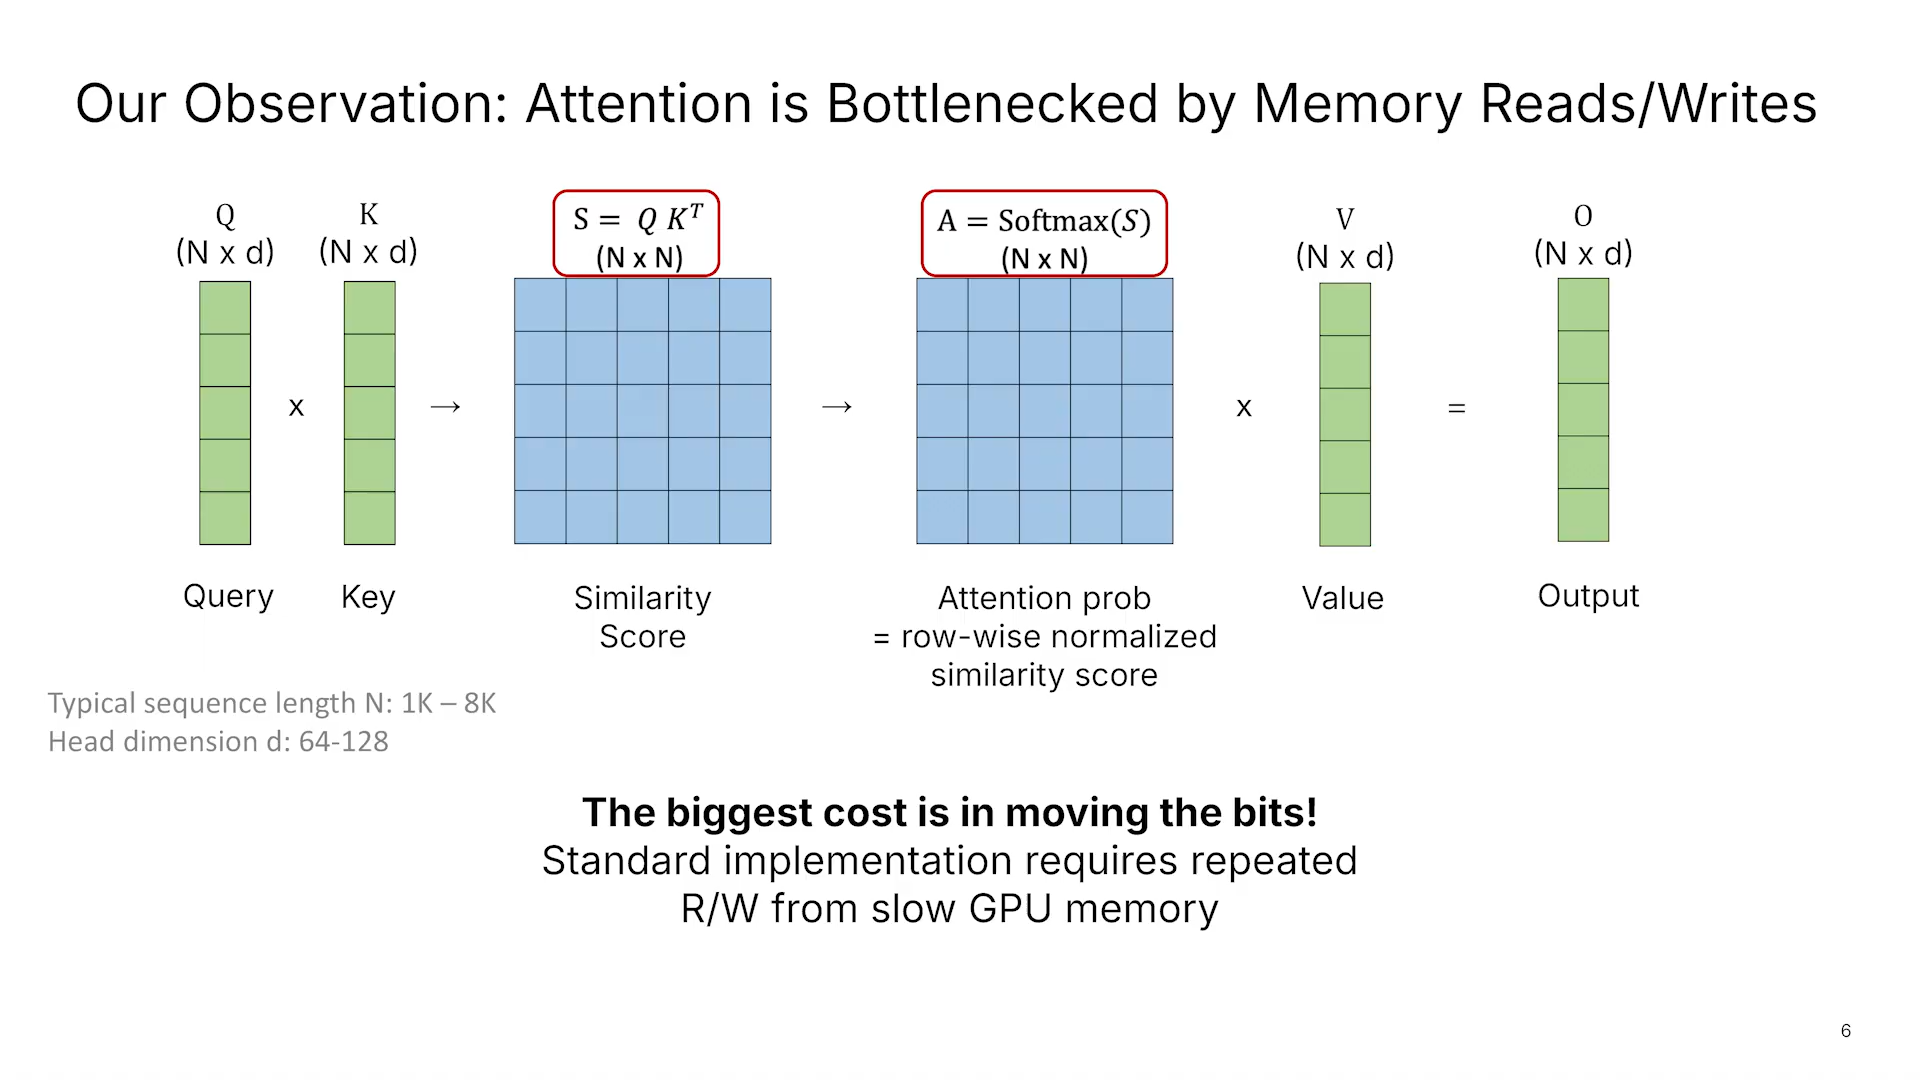 Our Observation: Attention is Bottlenecked by Memory Reads/Writes
Q
(N x d)
K
(N x d)
S = Q Kᵀ
(N x N)
A = Softmax(S)
(N x N)
V
(N x d)
O
(N x d)
x
→
→
x
=
Query
Key
Similarity
Score
Attention prob
= row-wise normalized
similarity score
Value
Output
Typical sequence length N: 1K – 8K
Head dimension d: 64-128
The biggest cost is in moving the bits!
Standard implementation requires repeated
R/W from slow GPU memory
6